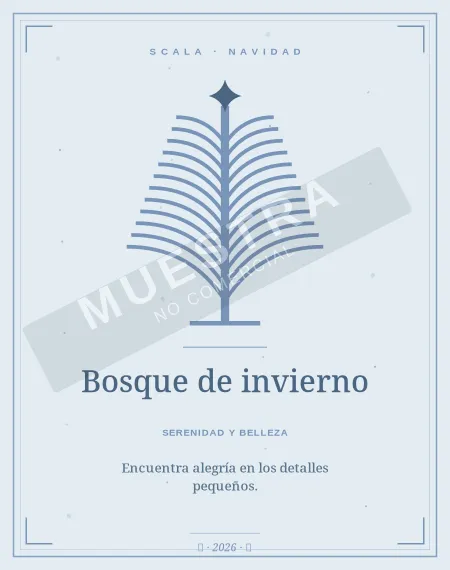 SCALA · NAVIDAD
MUESTRA
NO COMERCIAL
Bosque de invierno
SERENIDAD Y BELLEZA
Encuentra alegría en los detalles
pequeños.
· 2026 ·